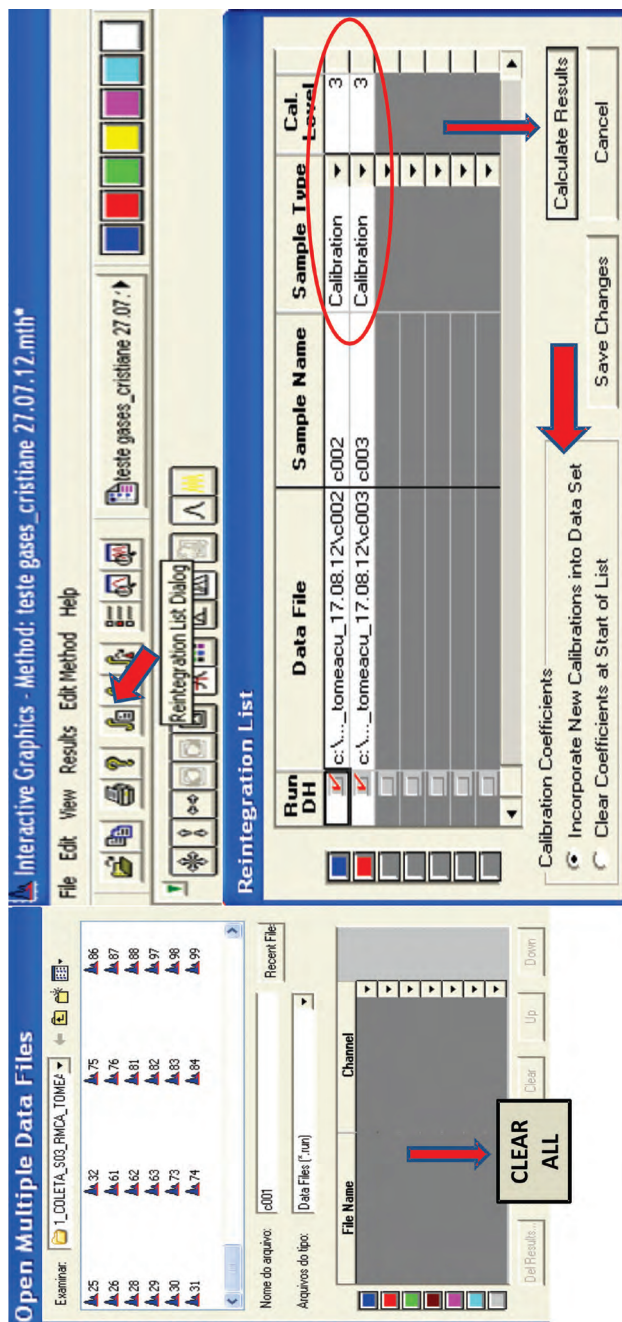 Open Multiple Data Files
Examinar:
1_COLETA_S03_RMCA_TOMEA
25
26
28
29
30
31
32
61
62
63
73
74
75
76
81
82
83
84
86
87
88
97
98
99
Nome do arquivo:
c001
Recent File:
Arquivos do tipo:
Data Files (*.run)
File Name
Channel
CLEAR
ALL
Del Results...
Clear
Up
Down
Interactive Graphics - Method: teste gases_cristiane 27.07.12.mth*
File Edit View Results Edit Method Help
teste gases_cristiane 27.07.
Reintegration List Dialog
Reintegration List
Run DH
Data File
Sample Name
Sample Type
Cal. Level
c:\..._tomeacu_17.08.12\c002 c002 Calibration 3
c:\..._tomeacu_17.08.12\c003 c003 Calibration 3
Calibration Coefficients
Incorporate New Calibrations into Data Set
Clear Coefficients at Start of List
Save Changes
Calculate Results
Cancel